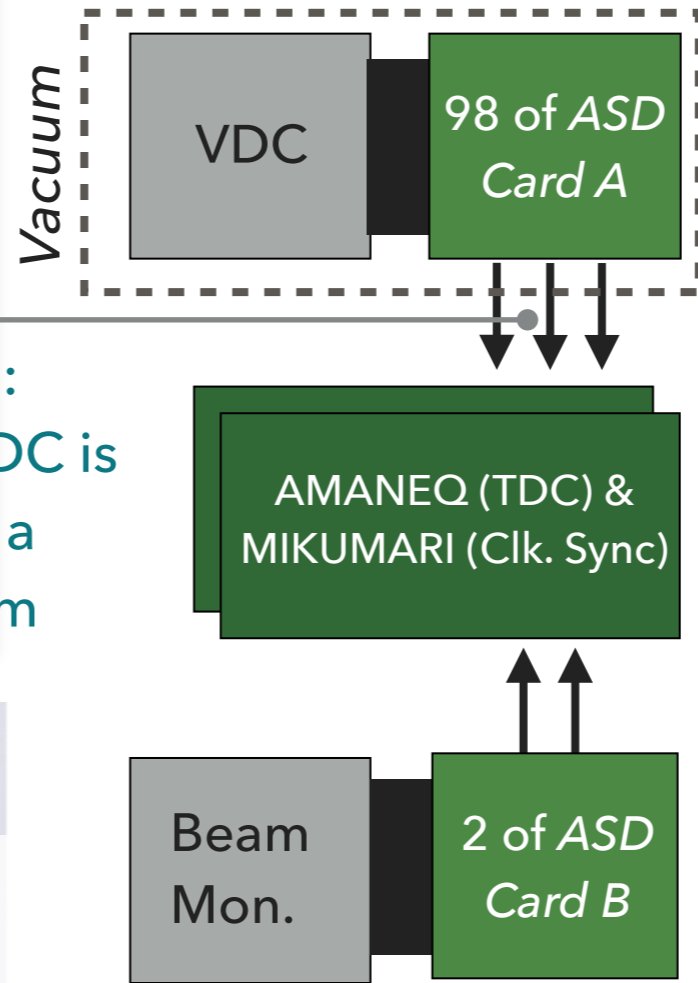 Vacuum
VDC
98 of ASD
Card A
:
DC is
a
m
AMANEQ (TDC) &
MIKUMARI (Clk. Sync)
Beam
Mon.
2 of ASD
Card B